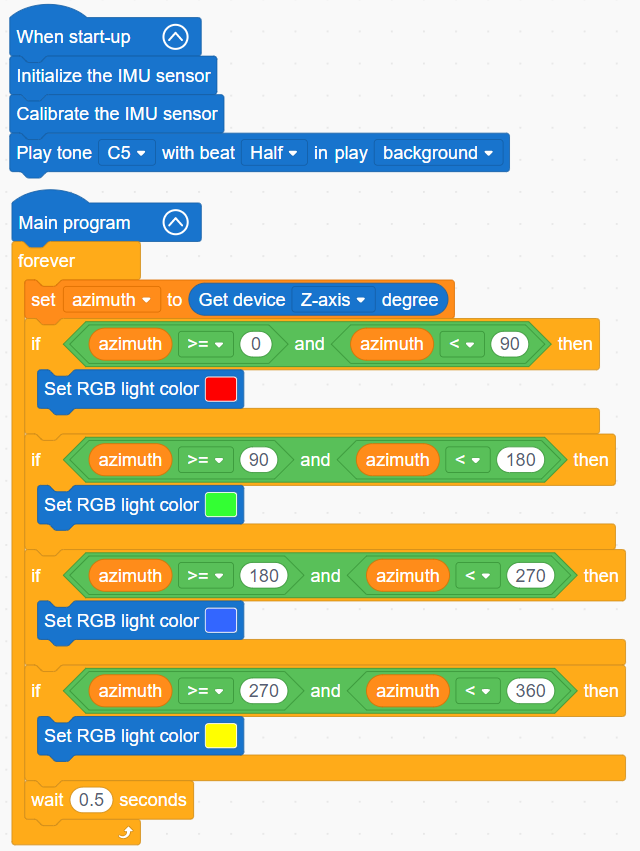 When start-up
Initialize the IMU sensor
Calibrate the IMU sensor
Play tone C5 with beat Half in play background
Main program
forever
set azimuth to Get device Z-axis degree
if azimuth >= 0 and azimuth < 90 then
Set RGB light color
if azimuth >= 90 and azimuth < 180 then
Set RGB light color
if azimuth >= 180 and azimuth < 270 then
Set RGB light color
if azimuth >= 270 and azimuth < 360 then
Set RGB light color
wait 0.5 seconds